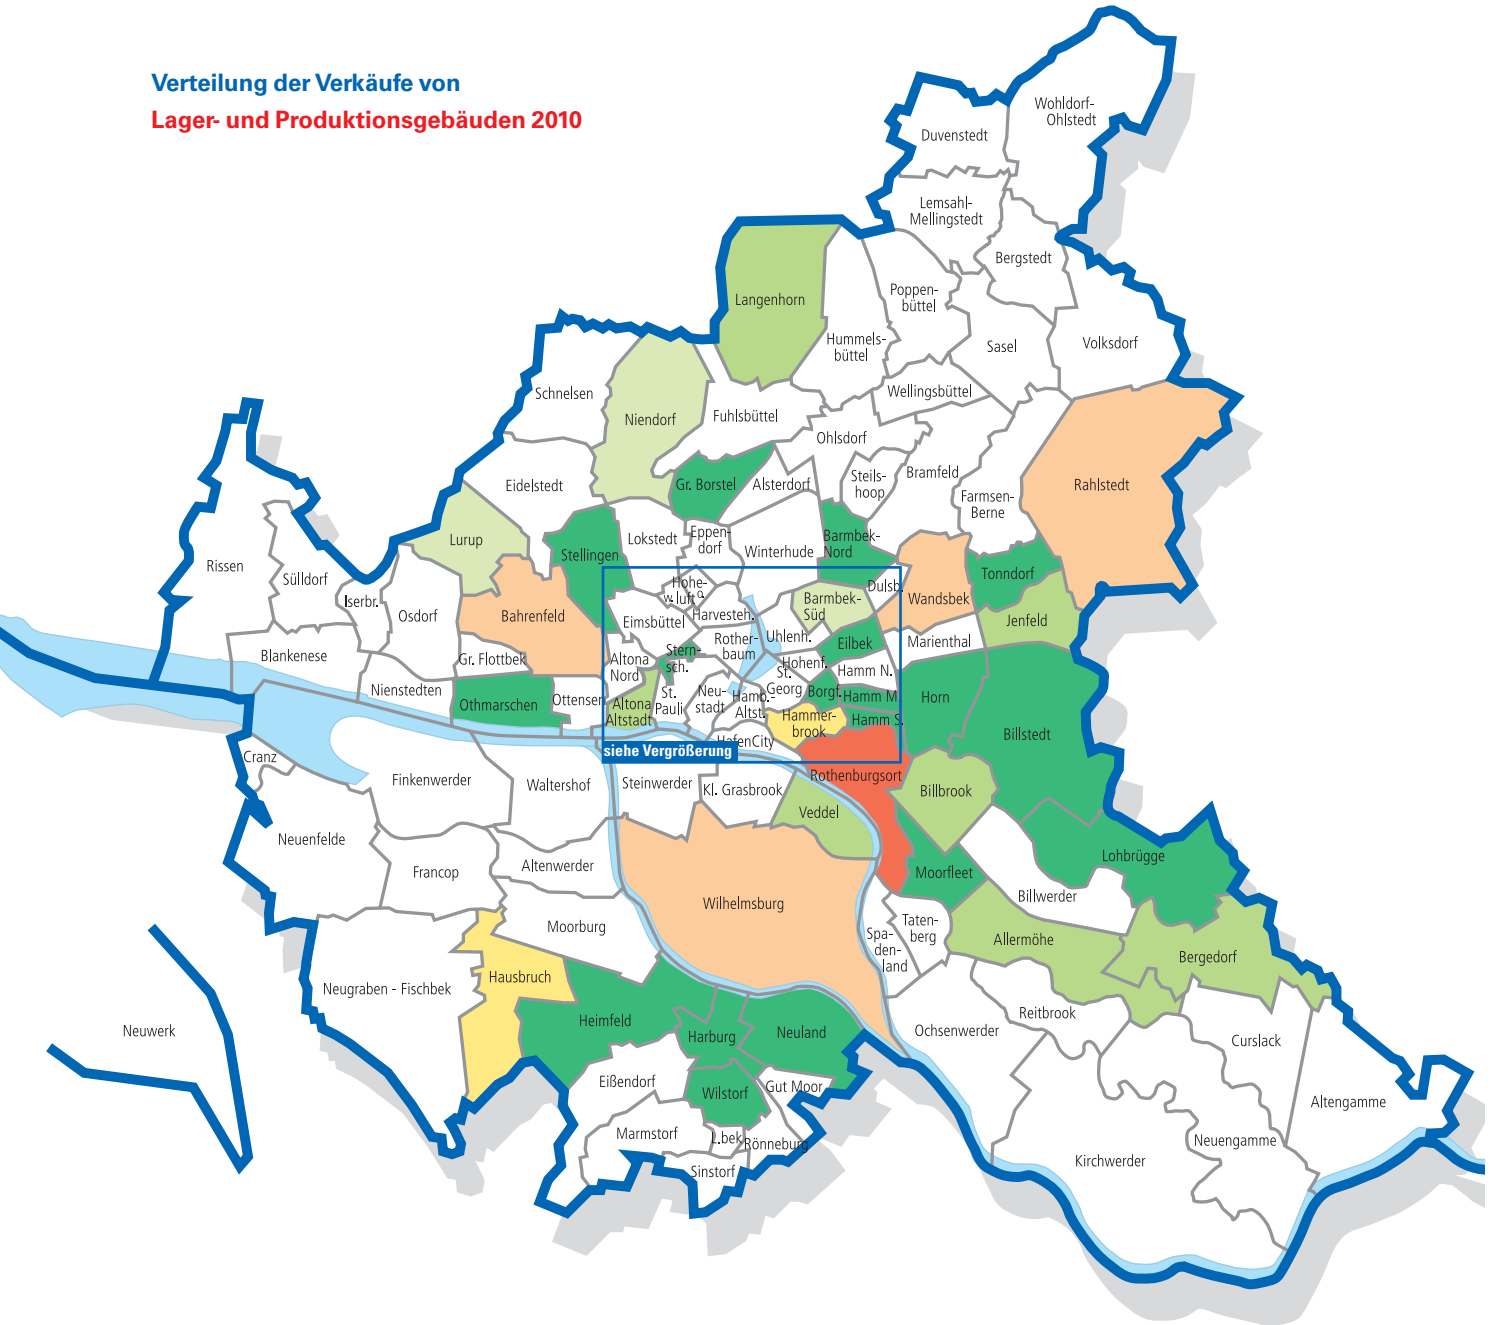 Verteilung der Verkäufe von
Lager- und Produktionsgebäuden 2010
Wohldorf-
Ohlstedt
Duvenstedt
Lemsahl-
Mellingstedt
Bergstedt
Poppen-
büttel
Langenhorn
Hummels-
büttel
Sasel
Volksdorf
Schnelsen
Wellingsbüttel
Niendorf
Fuhlsbüttel
Ohlsdorf
Eidelstedt
Gr. Borstel
Alsterdorf
Steils-
hoop
Bramfeld
Farmsen-
Berne
Rahlstedt
Lurup
Stellingen
Lokstedt
Eppen-
dorf
Winterhude
Barmbek-
Nord
Rissen
Sülldorf
Iserbr.
Osdorf
Bahrenfeld
Hohe-
w.luft o.
Dulsb.
Wandsbek
Tonndorf
Eimsbüttel
Harvesteh.
Barmbek-
Süd
Jenfeld
Blankenese
Gr. Flottbek
Altona
Nord
Stern-
sch.
Rother-
baum
Uhlenh.
Eilbek
Marienthal
Hohenf.
Hamm N.
Nienstedten
Othmarschen
Ottensen
Altona
Altstadt
St.
Pauli
Neu-
stadt
Hamb.-
Altst.
St.
Georg
Borgf.
Hamm M.
Horn
Hammer-
brook
Hamm S.
Billstedt
HafenCity
siehe Vergrößerung
Cranz
Finkenwerder
Waltershof
Steinwerder
Kl. Grasbrook
Rothenburgsort
Billbrook
Veddel
Neuenfelde
Francop
Altenwerder
Moorfleet
Lohbrügge
Billwerder
Wilhelmsburg
Moorburg
Spa-
den-
land
Taten-
berg
Allermöhe
Bergedorf
Hausbruch
Neugraben - Fischbek
Neuwerk
Heimfeld
Harburg
Neuland
Ochsenwerder
Reitbrook
Curslack
Eißendorf
Wilstorf
Gut Moor
Altengamme
Marmstorf
L.bek
Rönneburg
Neuengamme
Sinstorf
Kirchwerder